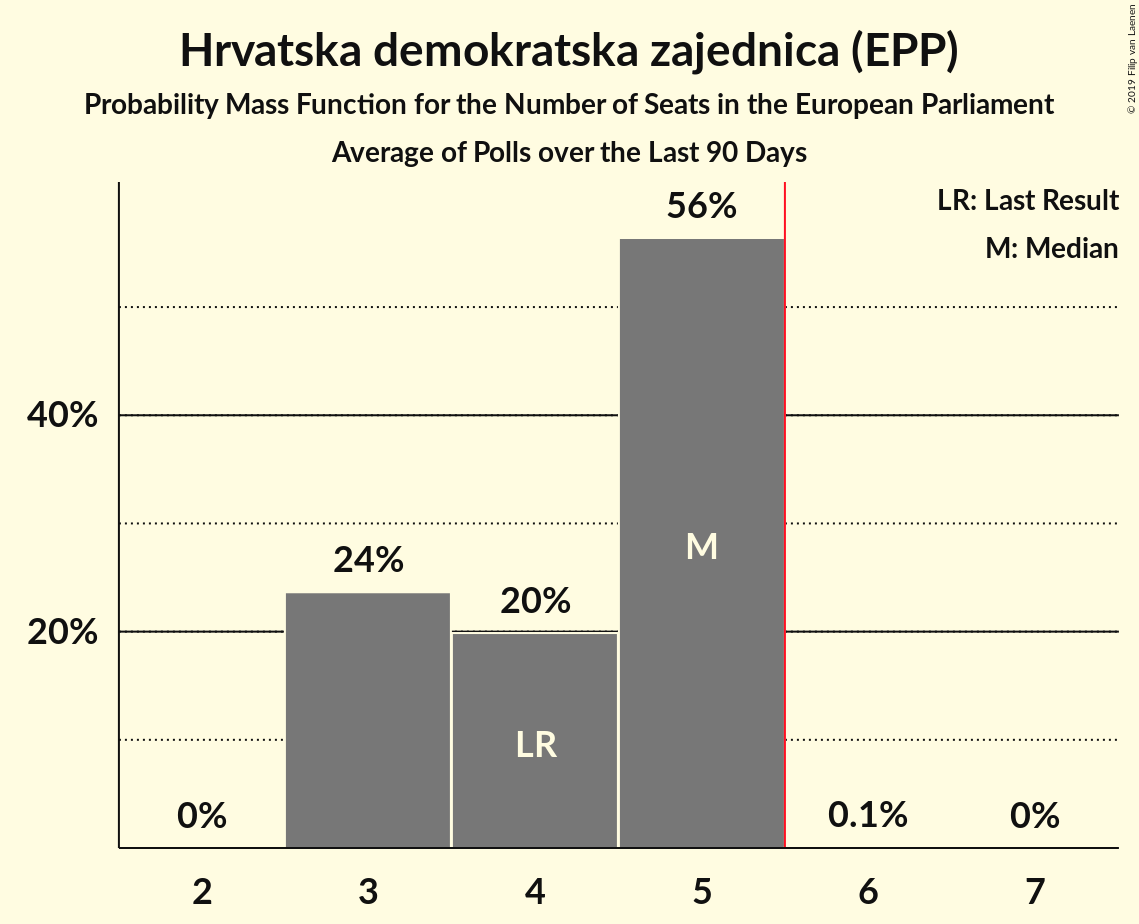 Hrvatska demokratska zajednica (EPP)
Probability Mass Function for the Number of Seats in the European Parliament
Average of Polls over the Last 90 Days
© 2019 Filip van Laenen
LR: Last Result
M: Median
56%
40%
M
24%
20%
20%
LR
0%
0.1%
0%
2 3 4 5 6 7